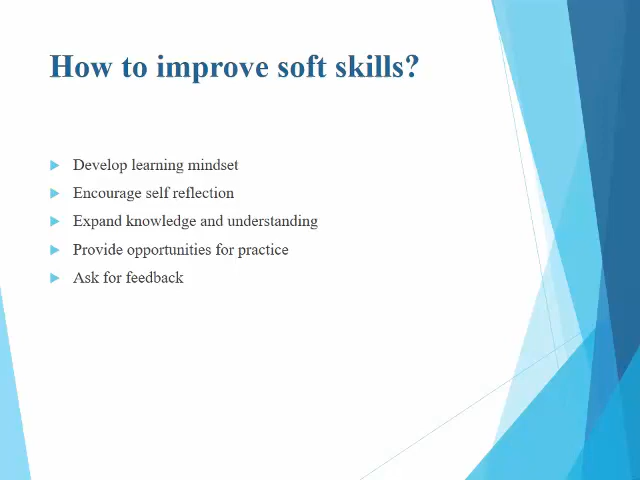 How to improve soft skills?
Develop learning mindset
Encourage self reflection
Expand knowledge and understanding
Provide opportunities for practice
Ask for feedback